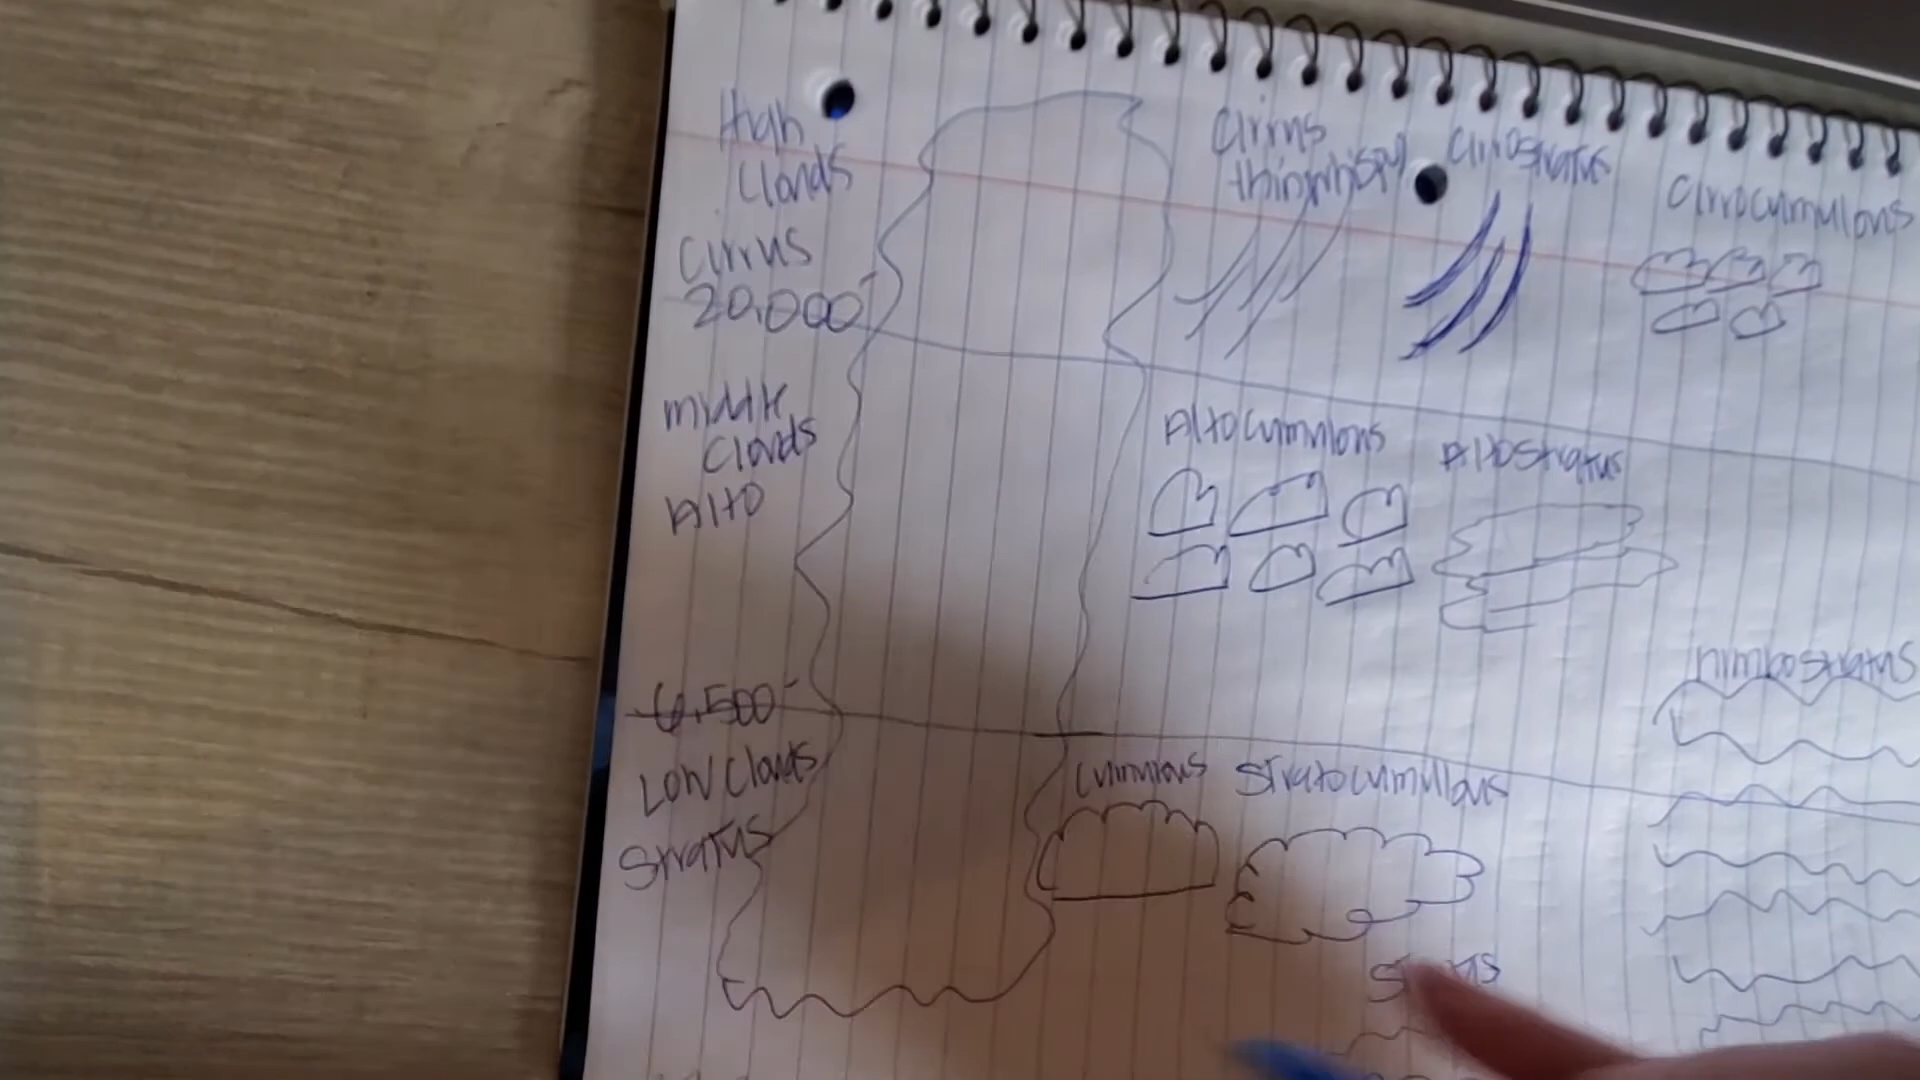 High
Clouds
Cirrus
20,000'
Cirrus
thin, whispy
Cirrostratus
Cirrocumulous
middle
Clouds
Alto
Altocumulous
Altostratus
6,500'
nimbostratus
Low Clouds
Stratus
Cumulous
Stratocumullous